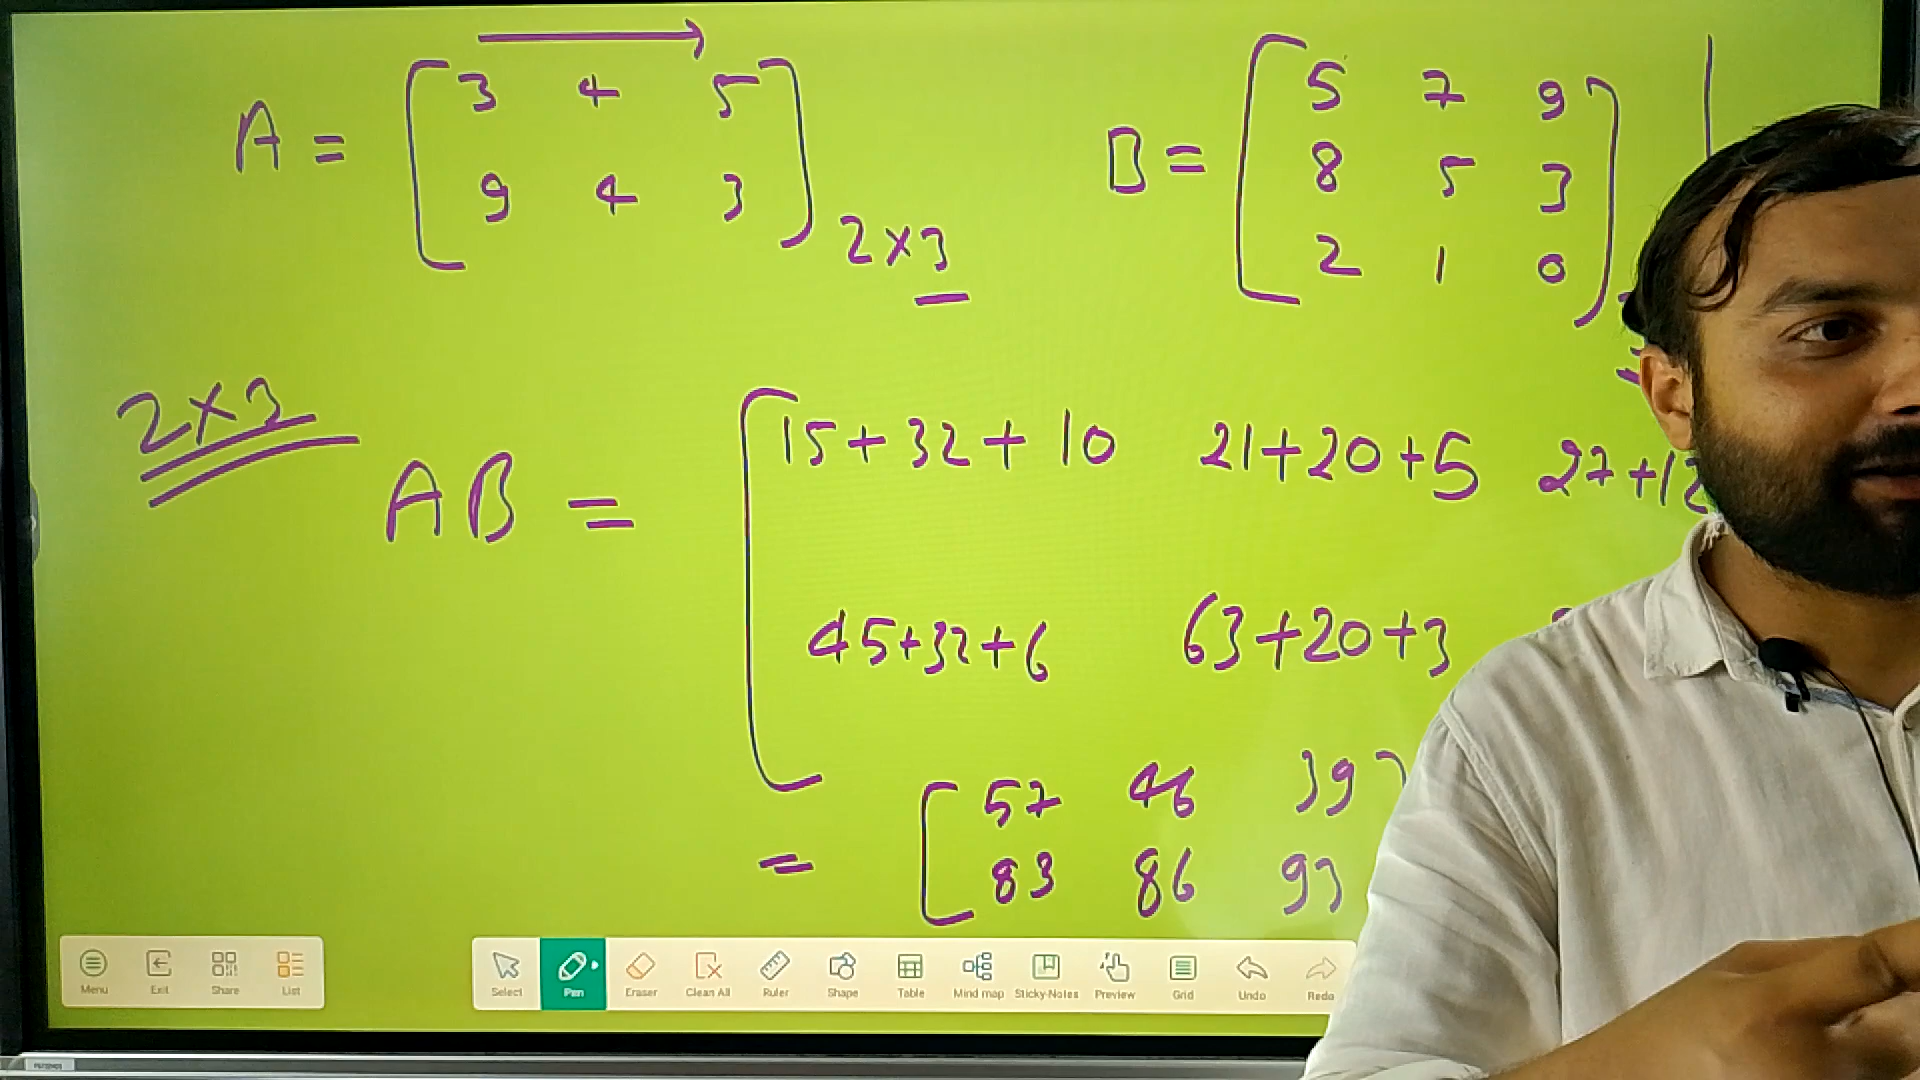 A = [ 3 4 5
9 4 3 ] 2×3
B = [ 5 7 9
8 5 3
2 1 0 ]
2×3
AB = [ 15+32+10 21+20+5 27+12
45+32+6 63+20+3
= [ 57 46 39 ]
83 86 93
Menu Exit Share List
Select Pen Eraser Clean All Ruler Shape Table Mind map Sticky-Notes Preview Grid Undo Redo